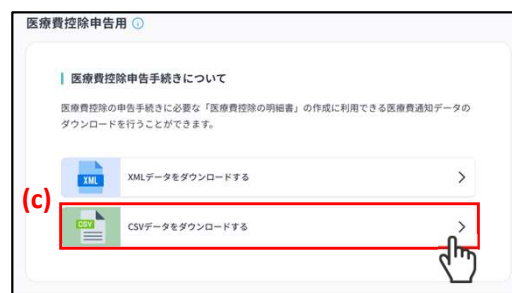 医療費控除申告用
医療費控除申告手続きについて
医療費控除の申告手続きに必要な「医療費控除の明細書」の作成に利用できる医療費通知データの
ダウンロードを行うことができます。
XML
XMLデータをダウンロードする
(c)
CSV
CSVデータをダウンロードする